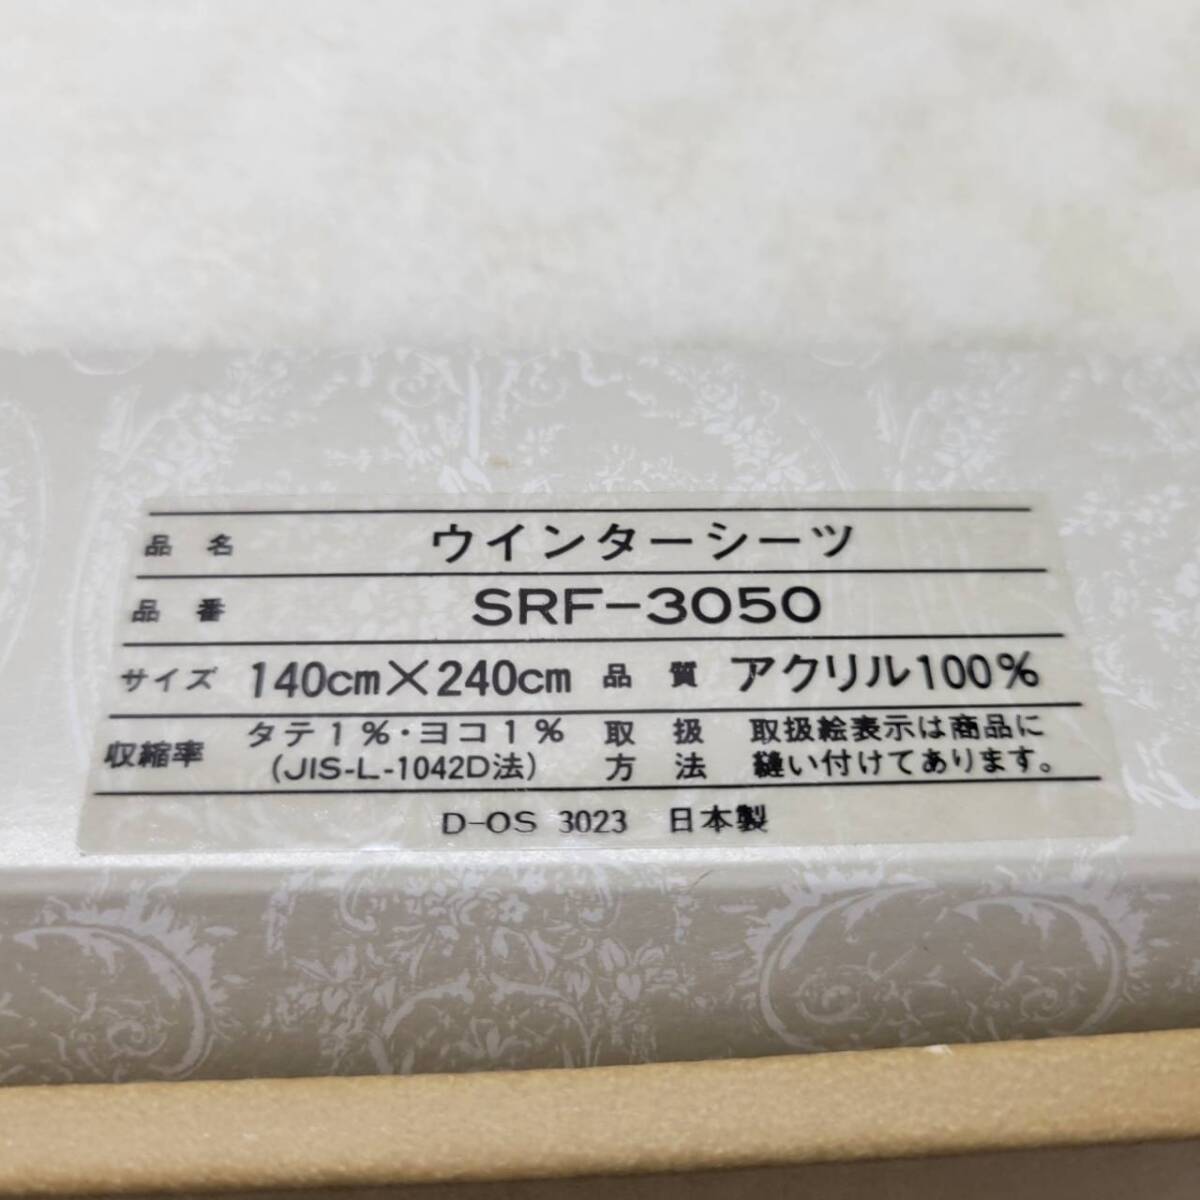 品名 ウインターシーツ
品番 SRF-3050
サイズ 140cm×240cm 品質 アクリル100%
収縮率 タテ1%・ヨコ1% (JIS-L-1042D法) 取扱方法 取扱絵表示は商品に縫い付けてあります。
D-OS 3023 日本製